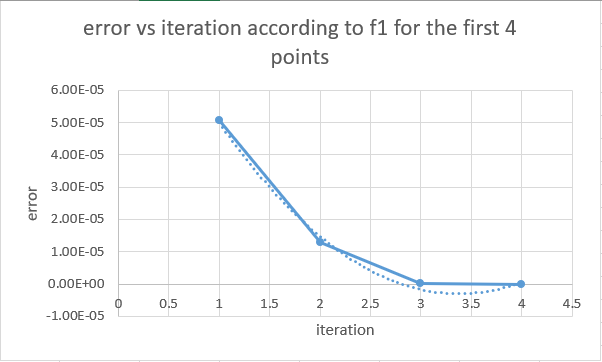 error vs iteration according to f1 for the first 4
points
6.00E-05
5.00E-05
4.00E-05
3.00E-05
2.00E-05
1.00E-05
0.00E+00
-1.00E-05
error
0 0.5 1 1.5 2 2.5 3 3.5 4 4.5
iteration